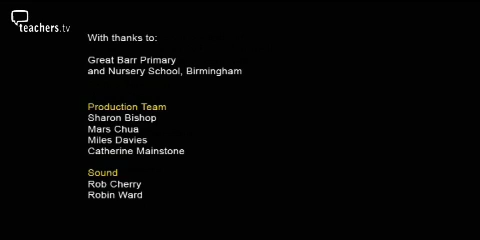 teachers.tv
With thanks to:
Great Barr Primary
and Nursery School, Birmingham
Production Team
Sharon Bishop
Mars Chua
Miles Davies
Catherine Mainstone
Sound
Rob Cherry
Robin Ward